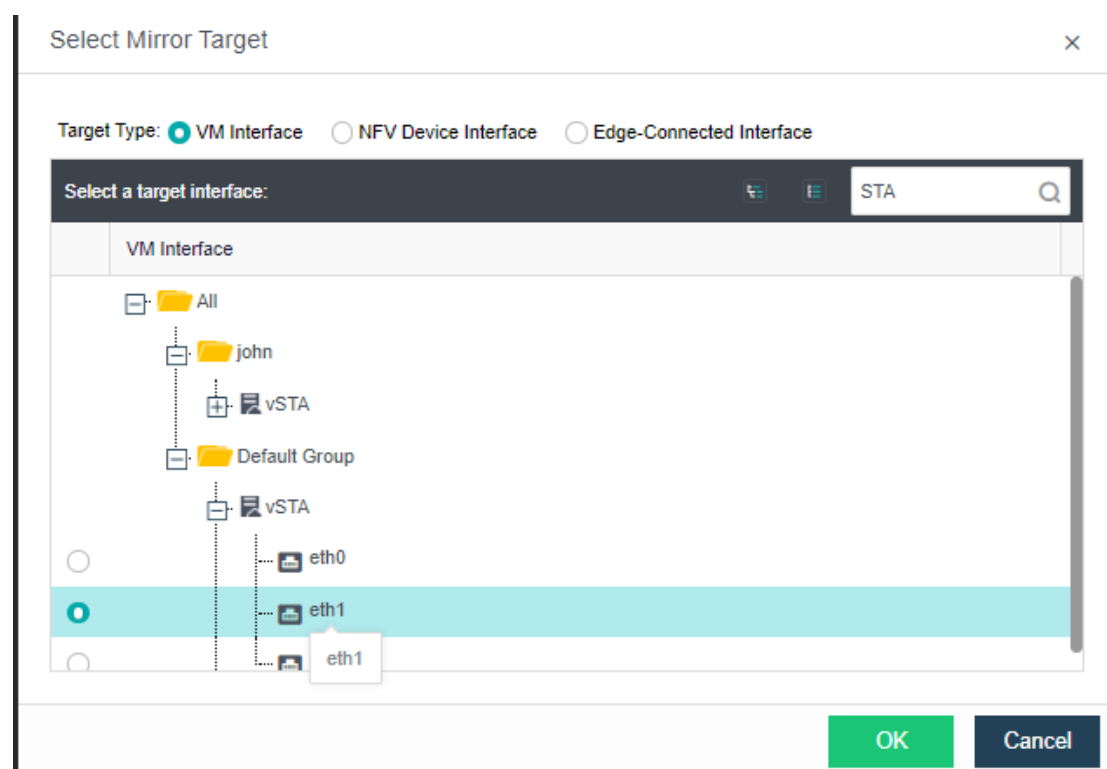 Select Mirror Target
Target Type: VM Interface NFV Device Interface Edge-Connected Interface
Select a target interface: STA
VM Interface
All
john
vSTA
Default Group
vSTA
eth0
eth1
eth1
OK Cancel